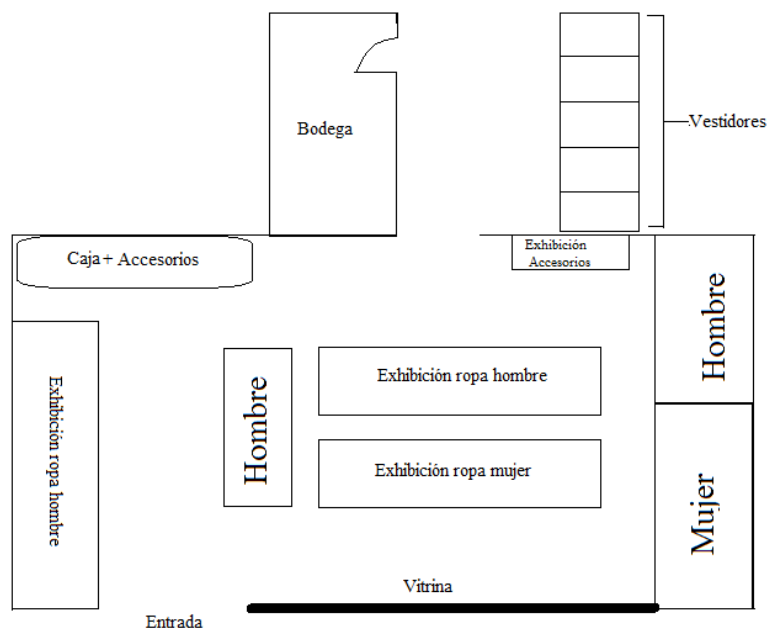 Bodega
Vestidores
Caja + Accesorios
Exhibición
Accesorios
Hombre
Exhibición ropa hombre
Hombre
Exhibición ropa hombre
Exhibición ropa mujer
Mujer
Vitrina
Entrada